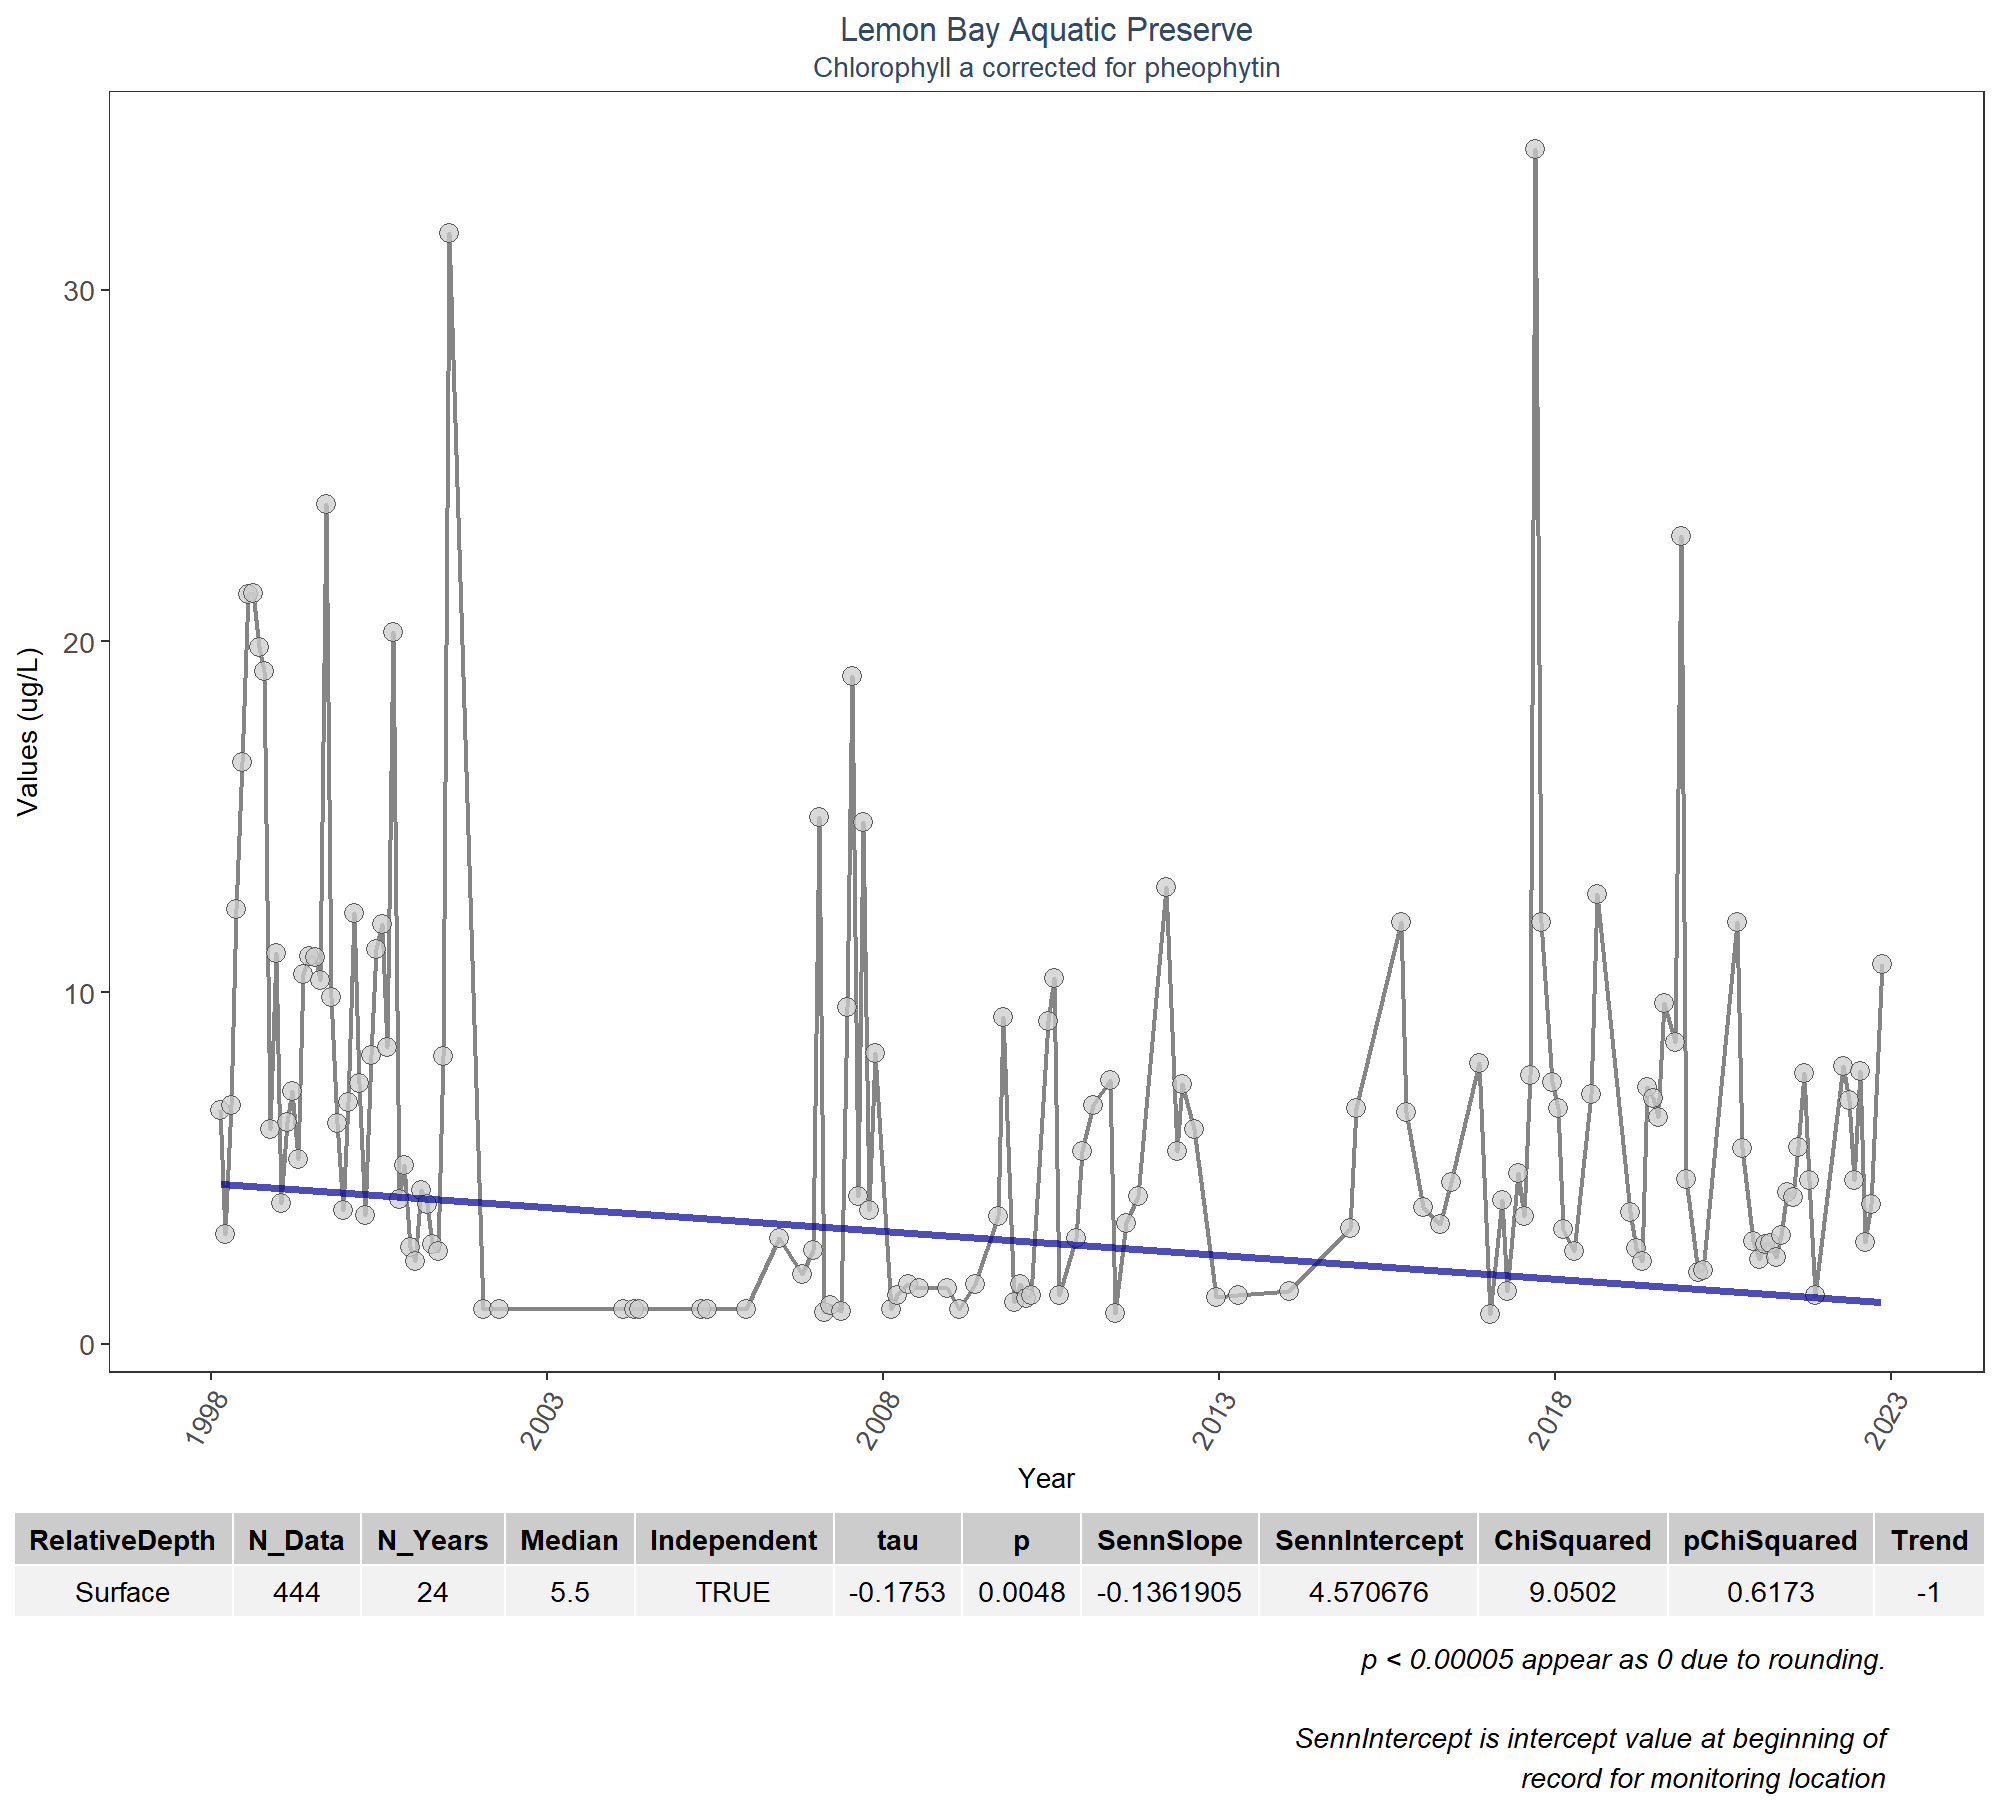 Lemon Bay Aquatic Preserve
Chlorophyll a corrected for pheophytin
Values (ug/L)
30
20
10
0
1998 2003 2008 2013 2018 2023
Year
RelativeDepth N_Data N_Years Median Independent tau p SennSlope SennIntercept ChiSquared pChiSquared Trend
Surface 444 24 5.5 TRUE -0.1753 0.0048 -0.1361905 4.570676 9.0502 0.6173 -1
p < 0.00005 appear as 0 due to rounding.
SennIntercept is intercept value at beginning of
record for monitoring location